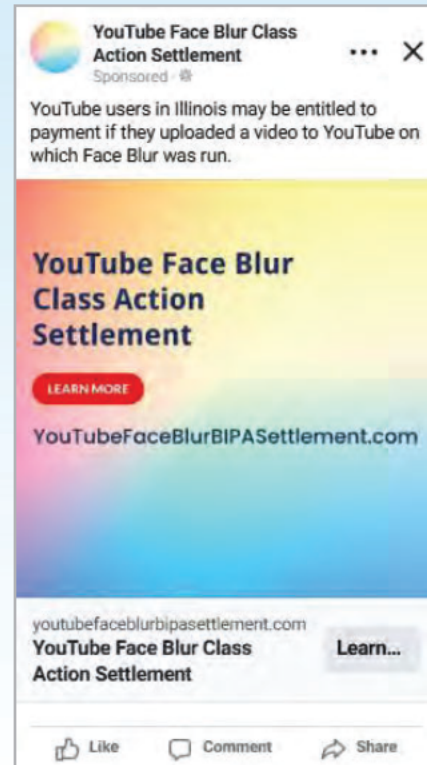 YouTube Face Blur Class
Action Settlement
Sponsored ·
YouTube users in Illinois may be entitled to
payment if they uploaded a video to YouTube on
which Face Blur was run.
YouTube Face Blur
Class Action
Settlement
LEARN MORE
YouTubeFaceBlurBIPASettlement.com
youtubefaceblurbipasettlement.com
YouTube Face Blur Class
Action Settlement
Learn...
Like
Comment
Share